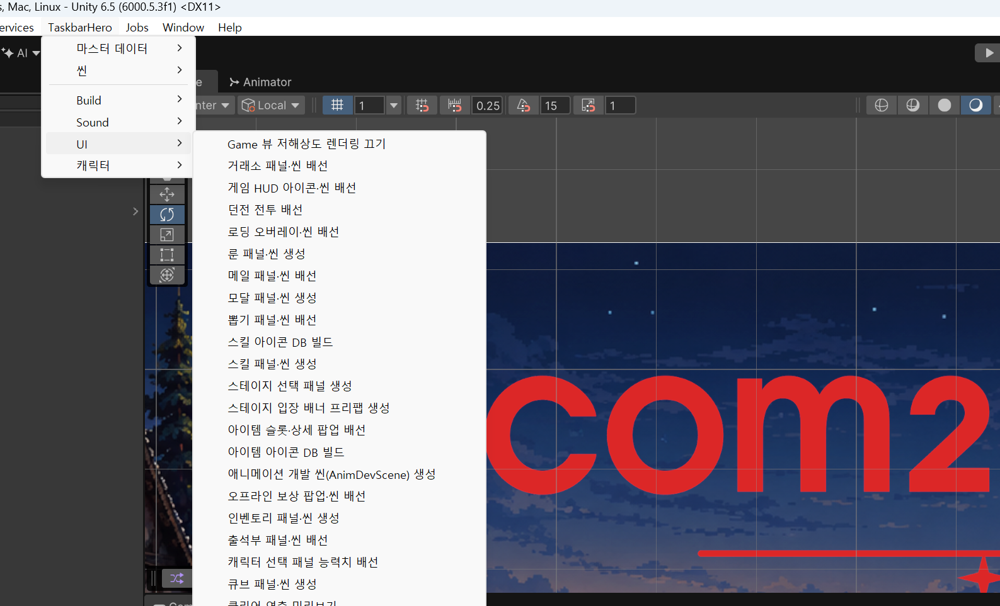 s, Mac, Linux - Unity 6.5 (6000.5.3f1) <DX11>
ervices TaskbarHero Jobs Window Help
AI
마스터 데이터
씬
Build
Sound
UI
캐릭터
e Animator
nter Local 1 0.25 15 1
Game 뷰 저해상도 렌더링 끄기
거래소 패널·씬 배선
게임 HUD 아이콘·씬 배선
던전 전투 배선
로딩 오버레이·씬 배선
룬 패널·씬 생성
메일 패널·씬 배선
모달 패널·씬 생성
뽑기 패널·씬 배선
스킬 아이콘 DB 빌드
스킬 패널·씬 생성
스테이지 선택 패널 생성
스테이지 입장 배너 프리팹 생성
아이템 슬롯·상세 팝업 배선
아이템 아이콘 DB 빌드
애니메이션 개발 씬(AnimDevScene) 생성
오프라인 보상 팝업·씬 배선
인벤토리 패널·씬 생성
출석부 패널·씬 배선
캐릭터 선택 패널 능력치 배선
큐브 패널·씬 생성
com2